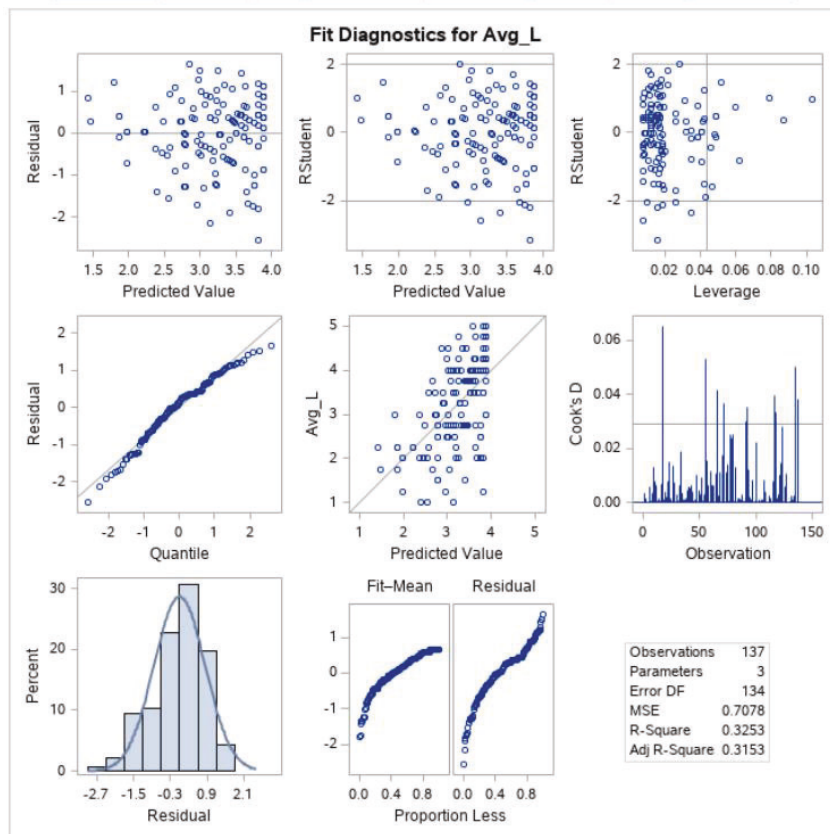 Fit Diagnostics for Avg_L
1
0
-1
-2
Residual
1.5 2.0 2.5 3.0 3.5 4.0
Predicted Value
2
0
-2
RStudent
1.5 2.0 2.5 3.0 3.5 4.0
Predicted Value
2
0
-2
RStudent
0.02 0.04 0.06 0.08 0.10
Leverage
2
1
0
-1
-2
Residual
-2 -1 0 1 2
Quantile
5
4
3
2
1
Avg_L
1 2 3 4 5
Predicted Value
0.06
0.04
0.02
0.00
Cook's D
0 50 100 150
Observation
30
20
10
0
Percent
-2.7 -1.5 -0.3 0.9 2.1
Residual
Fit–Mean Residual
1
0
-1
-2
0.0 0.4 0.8 0.0 0.4 0.8
Proportion Less
Observations 137
Parameters 3
Error DF 134
MSE 0.7078
R-Square 0.3253
Adj R-Square 0.3153